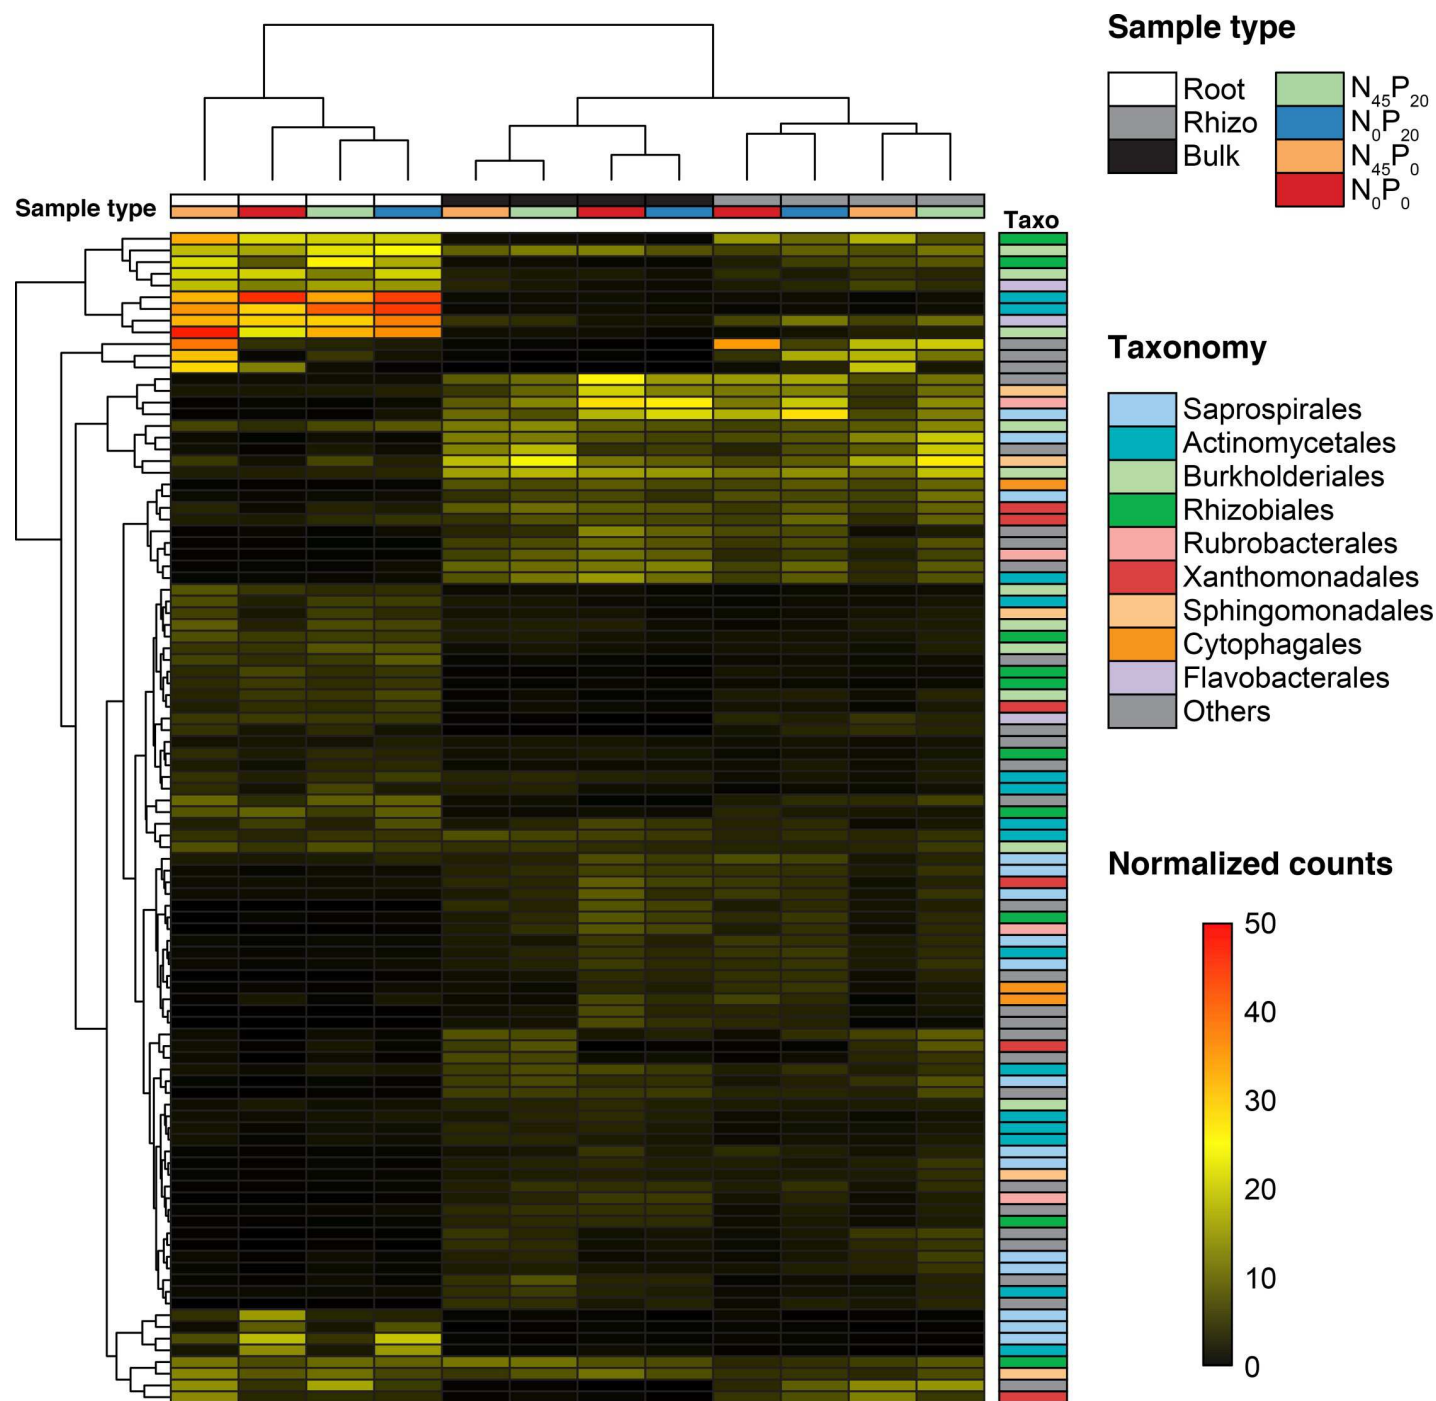 Sample type
Root
Rhizo
Bulk
N45P20
N0P20
N45P0
N0P0
Sample type
Taxo
Taxonomy
Saprospirales
Actinomycetales
Burkholderiales
Rhizobiales
Rubrobacterales
Xanthomonadales
Sphingomonadales
Cytophagales
Flavobacterales
Others
Normalized counts
50
40
30
20
10
0